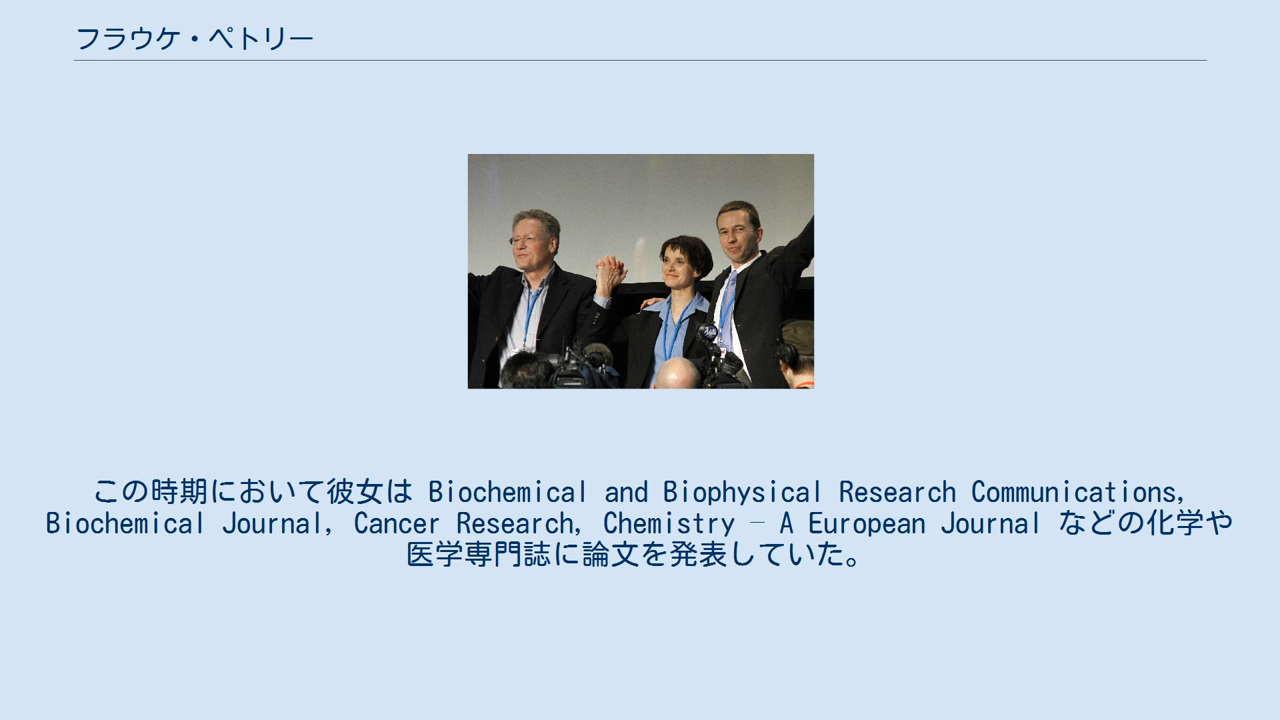 フラウケ・ペトリー
この時期において彼女は Biochemical and Biophysical Research Communications,
Biochemical Journal, Cancer Research, Chemistry – A European Journal などの化学や
医学専門誌に論文を発表していた。